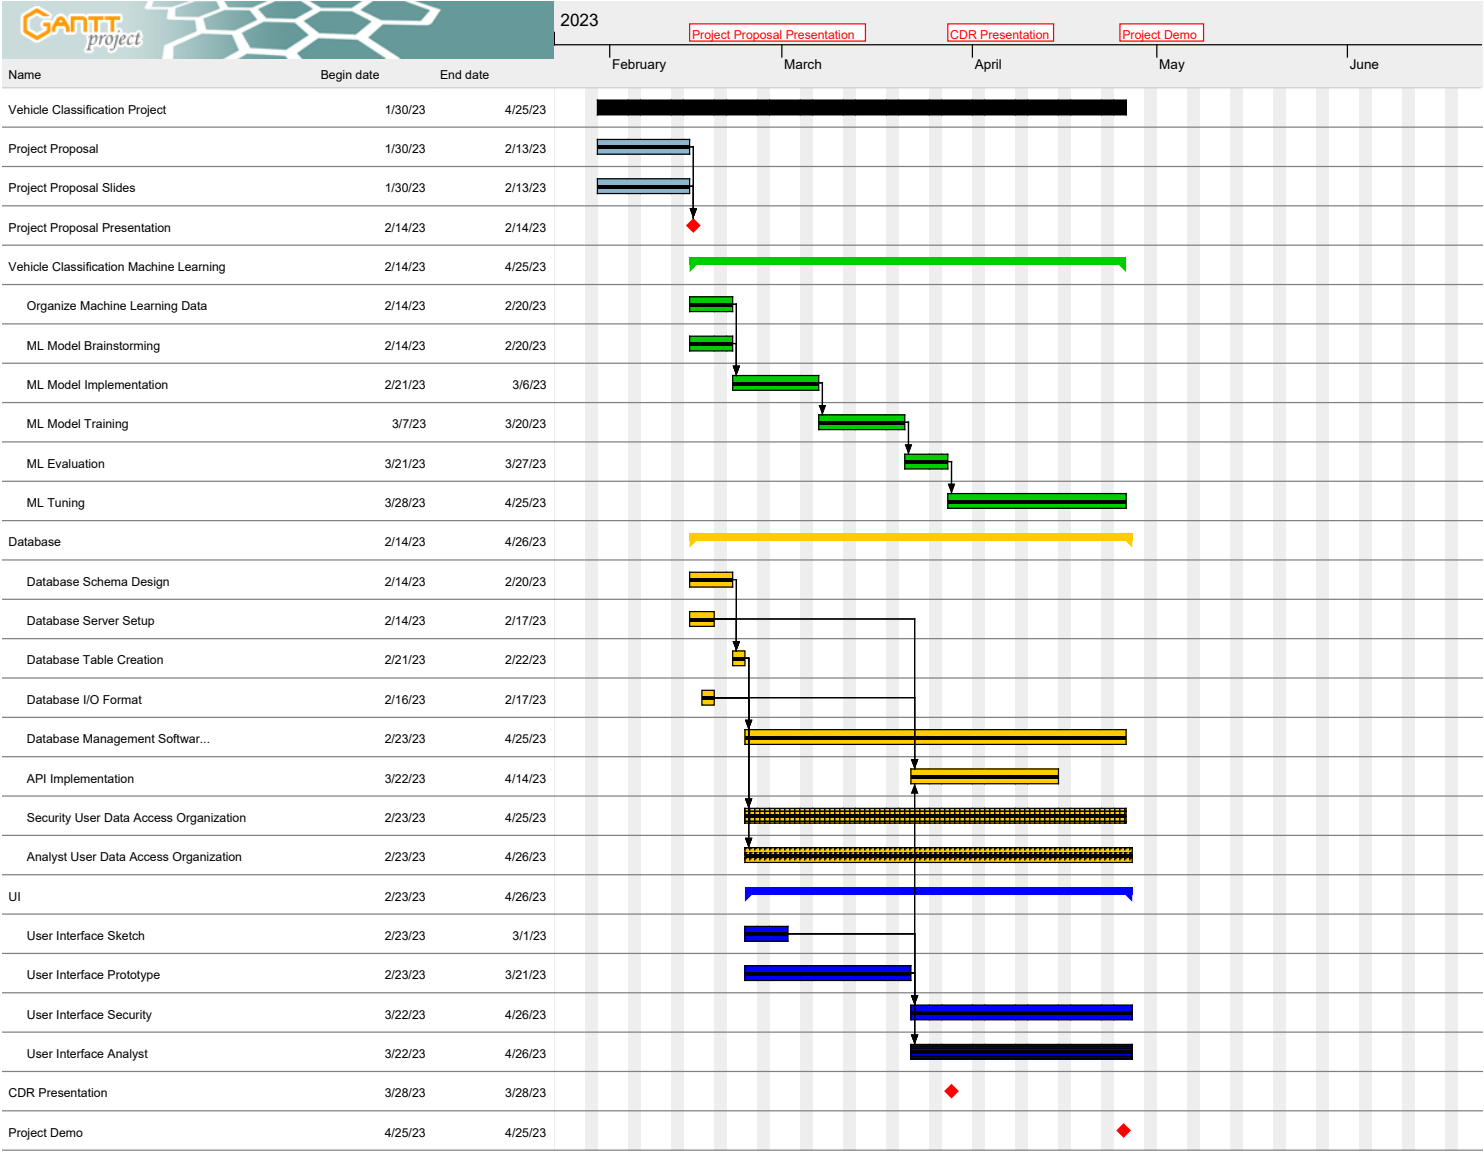 GANTT
project
2023
Project Proposal Presentation
CDR Presentation
Project Demo
February March April May June
Name Begin date End date
Vehicle Classification Project 1/30/23 4/25/23
Project Proposal 1/30/23 2/13/23
Project Proposal Slides 1/30/23 2/13/23
Project Proposal Presentation 2/14/23 2/14/23
Vehicle Classification Machine Learning 2/14/23 4/25/23
Organize Machine Learning Data 2/14/23 2/20/23
ML Model Brainstorming 2/14/23 2/20/23
ML Model Implementation 2/21/23 3/6/23
ML Model Training 3/7/23 3/20/23
ML Evaluation 3/21/23 3/27/23
ML Tuning 3/28/23 4/25/23
Database 2/14/23 4/26/23
Database Schema Design 2/14/23 2/20/23
Database Server Setup 2/14/23 2/17/23
Database Table Creation 2/21/23 2/22/23
Database I/O Format 2/16/23 2/17/23
Database Management Softwar... 2/23/23 4/25/23
API Implementation 3/22/23 4/14/23
Security User Data Access Organization 2/23/23 4/25/23
Analyst User Data Access Organization 2/23/23 4/26/23
UI 2/23/23 4/26/23
User Interface Sketch 2/23/23 3/1/23
User Interface Prototype 2/23/23 3/21/23
User Interface Security 3/22/23 4/26/23
User Interface Analyst 3/22/23 4/26/23
CDR Presentation 3/28/23 3/28/23
Project Demo 4/25/23 4/25/23